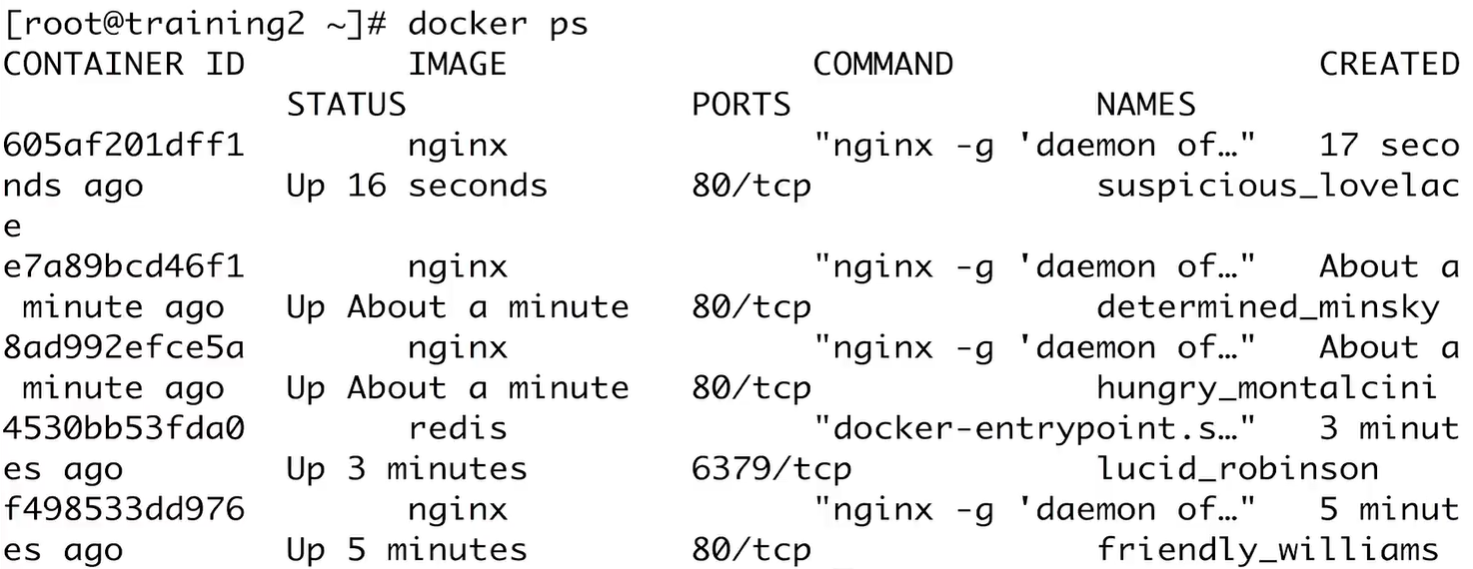 [root@training2 ~]# docker ps
CONTAINER ID        IMAGE               COMMAND                  CREATED
              STATUS              PORTS               NAMES
605af201dff1        nginx               "nginx -g 'daemon of…"   17 seco
nds ago       Up 16 seconds       80/tcp              suspicious_lovelac
e
e7a89bcd46f1        nginx               "nginx -g 'daemon of…"   About a
 minute ago   Up About a minute   80/tcp              determined_minsky
8ad992efce5a        nginx               "nginx -g 'daemon of…"   About a
 minute ago   Up About a minute   80/tcp              hungry_montalcini
4530bb53fda0        redis               "docker-entrypoint.s…"   3 minut
es ago        Up 3 minutes        6379/tcp            lucid_robinson
f498533dd976        nginx               "nginx -g 'daemon of…"   5 minut
es ago        Up 5 minutes        80/tcp              friendly_williams